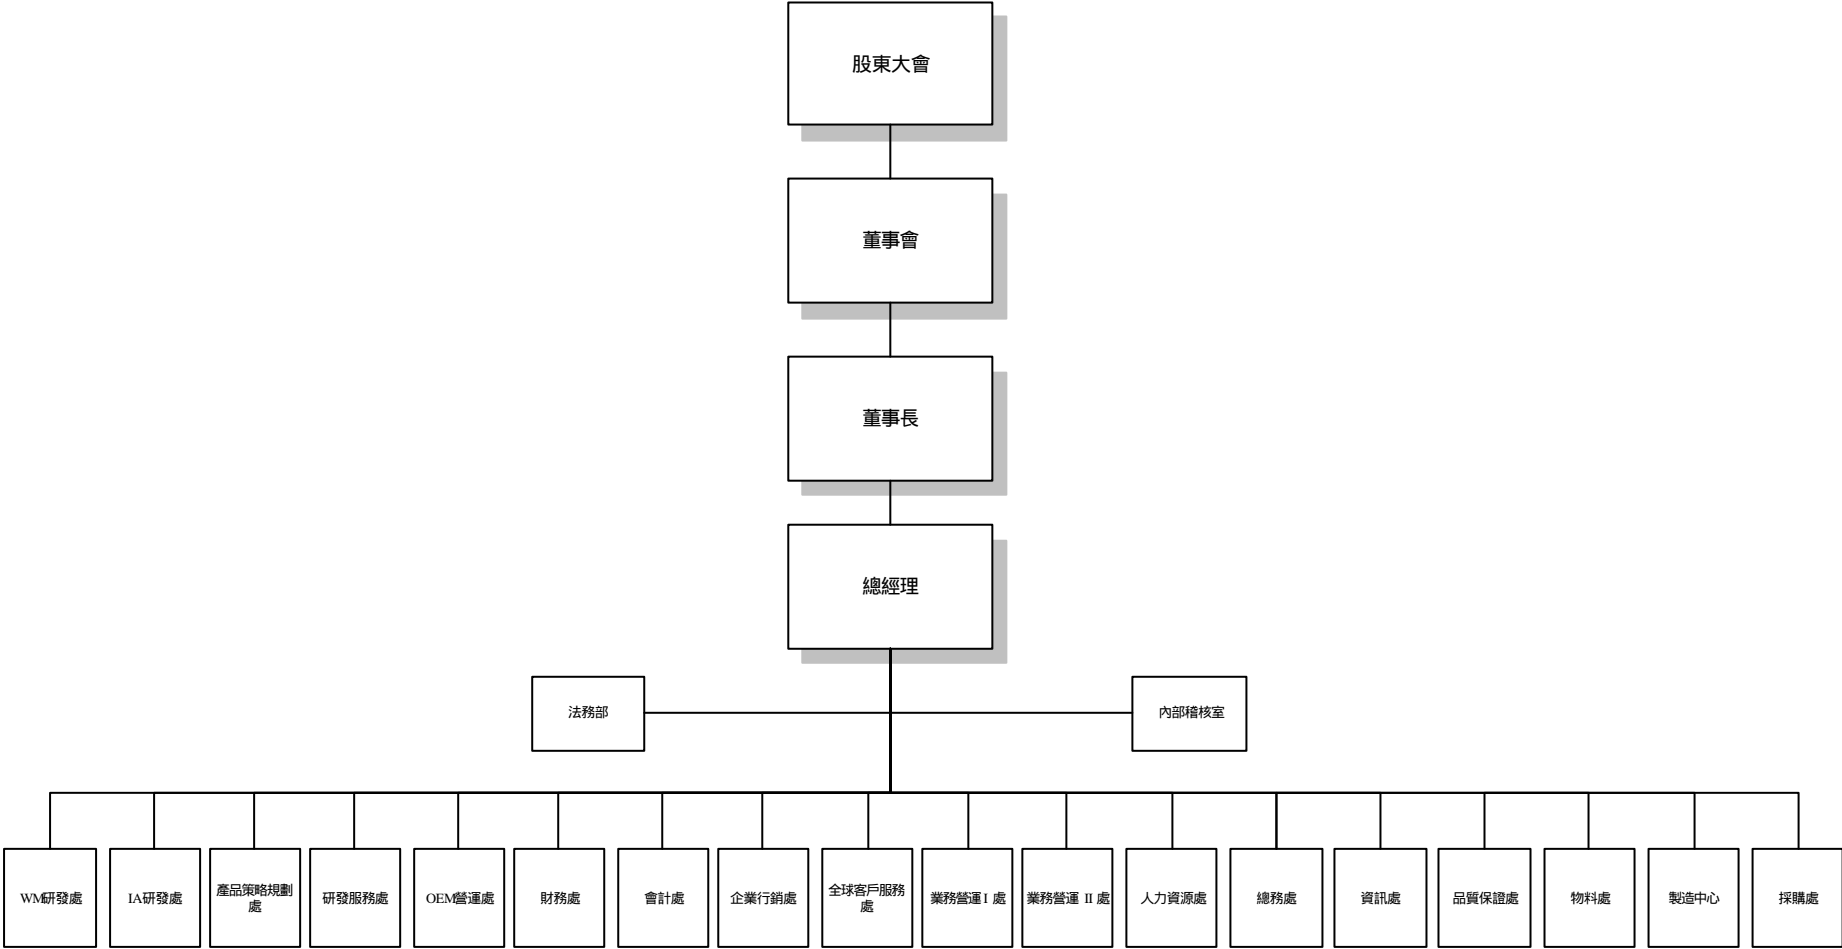 股東大會
董事會
董事長
總經理
法務部
內部稽核室
WM研發處
IA研發處
產品策略規劃
處
研發服務處
OEM營運處
財務處
會計處
企業行銷處
全球客戶服務
處
業務營運 I 處
業務營運 II 處
人力資源處
總務處
資訊處
品質保證處
物料處
製造中心
採購處